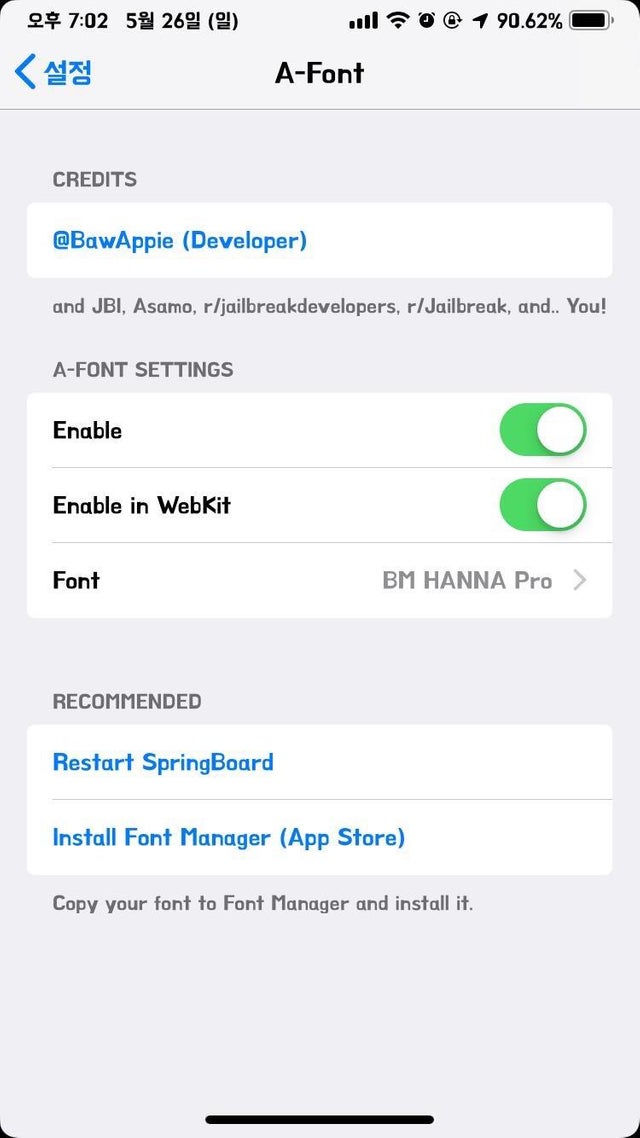 오후 7:02 5월 26일 (일) 90.62%
설정 A-Font
CREDITS
@BawAppie (Developer)
and JBI, Asamo, r/jailbreakdevelopers, r/Jailbreak, and.. You!
A-FONT SETTINGS
Enable
Enable in WebKit
Font BM HANNA Pro
RECOMMENDED
Restart SpringBoard
Install Font Manager (App Store)
Copy your font to Font Manager and install it.